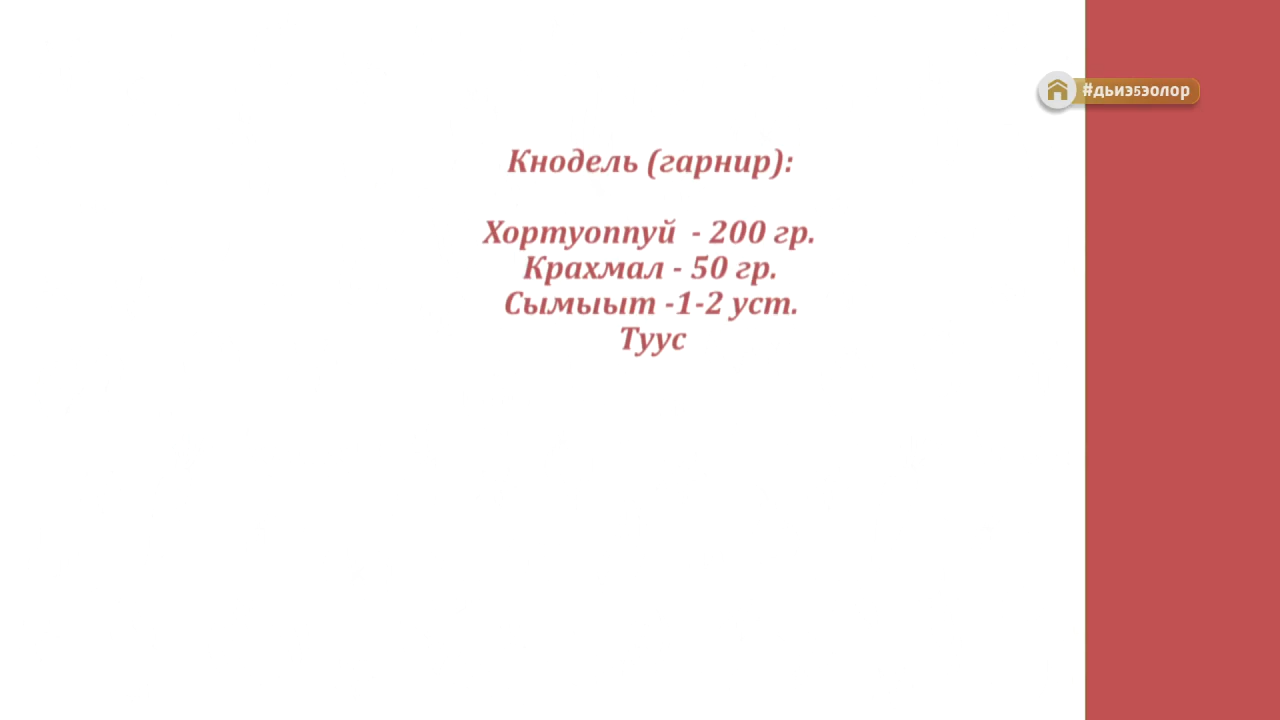 #дьиэ5эолор
Кнодель (гарнир):
Хортуоппуй - 200 гр.
Крахмал - 50 гр.
Сымыыт -1-2 уст.
Туус